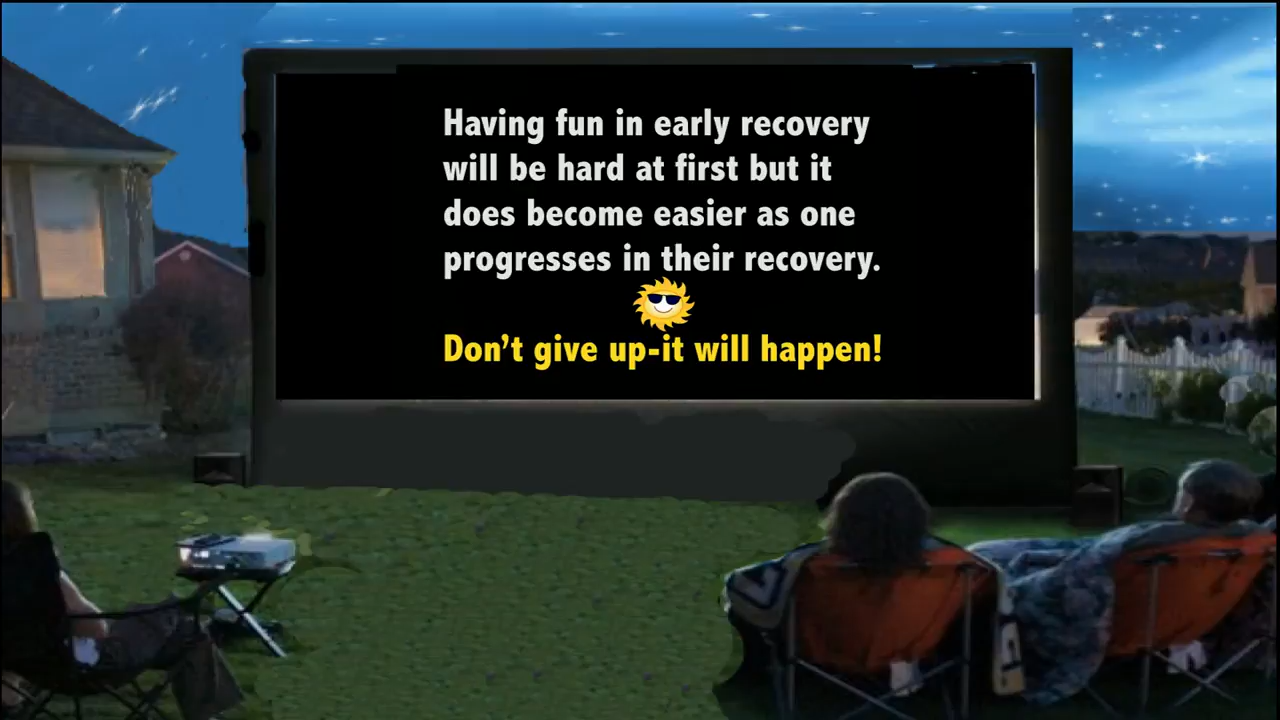 Having fun in early recovery
will be hard at first but it
does become easier as one
progresses in their recovery.
Don't give up-it will happen!